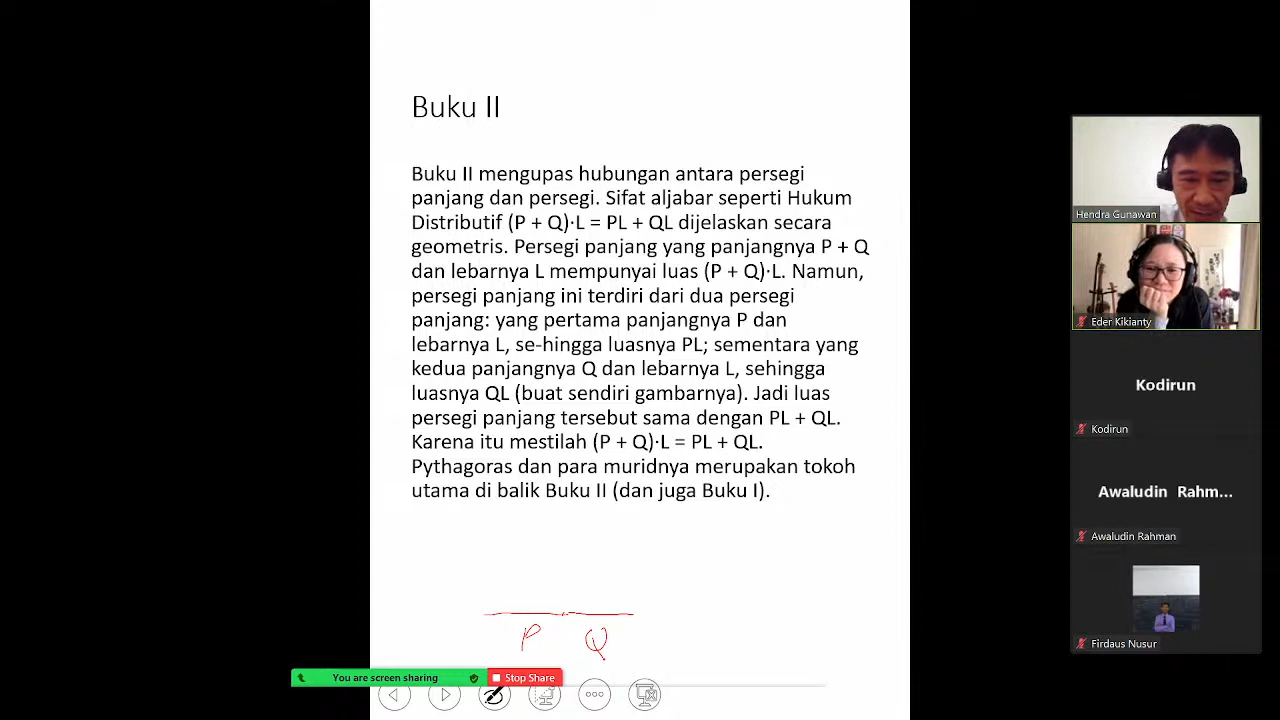 Buku II
Buku II mengupas hubungan antara persegi
panjang dan persegi. Sifat aljabar seperti Hukum
Distributif (P + Q)·L = PL + QL dijelaskan secara
geometris. Persegi panjang yang panjangnya P + Q
dan lebarnya L mempunyai luas (P + Q)·L. Namun,
persegi panjang ini terdiri dari dua persegi
panjang: yang pertama panjangnya P dan
lebarnya L, se-hingga luasnya PL; sementara yang
kedua panjangnya Q dan lebarnya L, sehingga
luasnya QL (buat sendiri gambarnya). Jadi luas
persegi panjang tersebut sama dengan PL + QL.
Karena itu mestilah (P + Q)·L = PL + QL.
Pythagoras dan para muridnya merupakan tokoh
utama di balik Buku II (dan juga Buku I).
P Q
You are screen sharing Stop Share
Hendra Gunawan
Eder Kikianty
Kodirun
Kodirun
Awaludin Rahm...
Awaludin Rahman
Firdaus Nusur